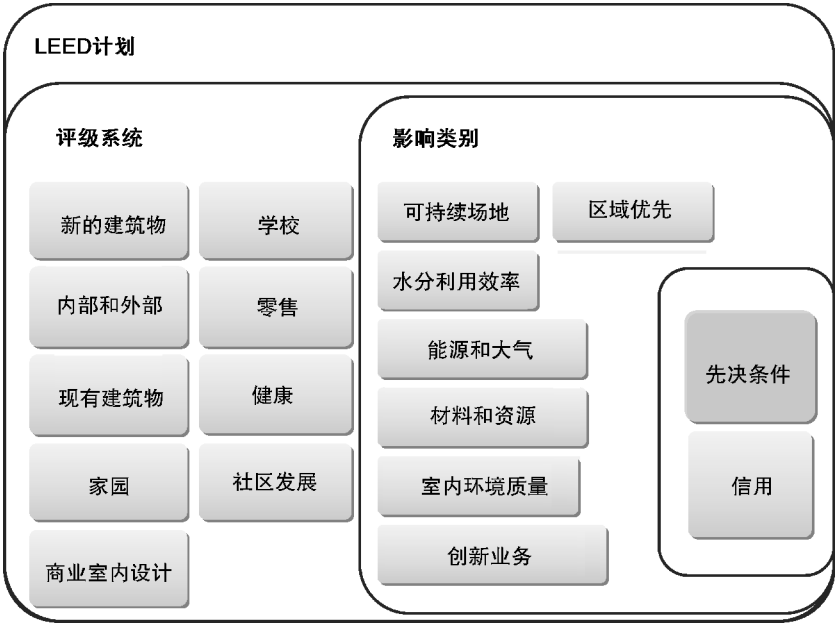 LEED计划
评级系统
新的建筑物
学校
内部和外部
零售
现有建筑物
健康
家园
社区发展
商业室内设计
影响类别
可持续场地
区域优先
水分利用效率
能源和大气
材料和资源
室内环境质量
创新业务
先决条件
信用